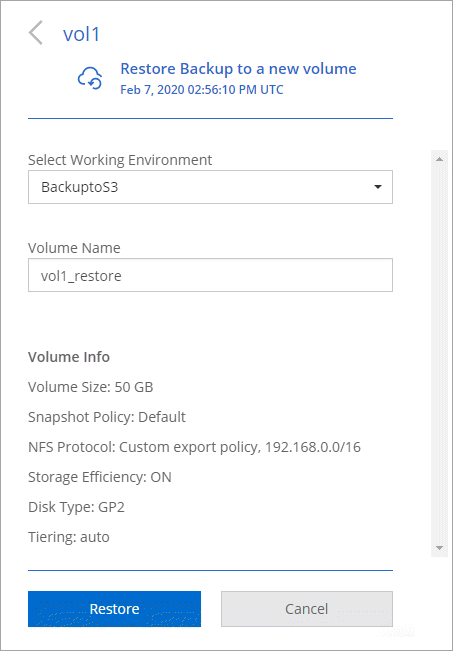 vol1
Restore Backup to a new volume
Feb 7, 2020 02:56:10 PM UTC
Select Working Environment
BackuptoS3
Volume Name
vol1_restore
Volume Info
Volume Size: 50 GB
Snapshot Policy: Default
NFS Protocol: Custom export policy, 192.168.0.0/16
Storage Efficiency: ON
Disk Type: GP2
Tiering: auto
Restore
Cancel